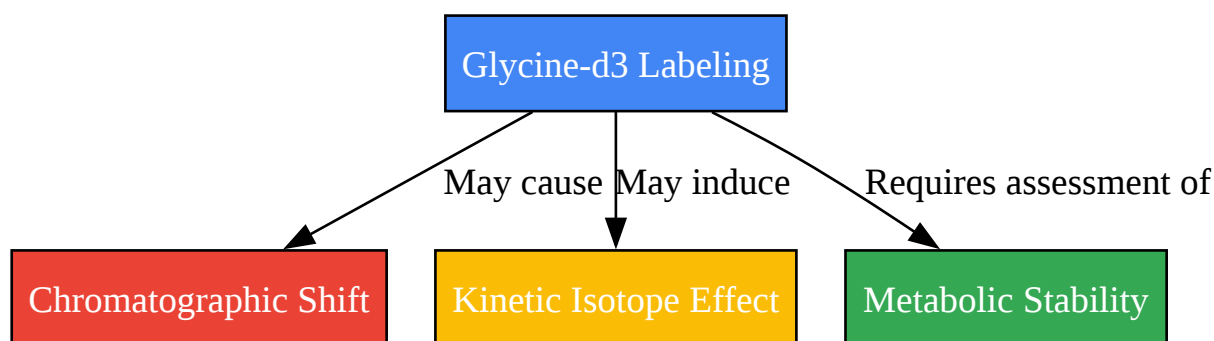 Glycine-d3 Labeling
May cause
May induce
Requires assessment of
Chromatographic Shift
Kinetic Isotope Effect
Metabolic Stability